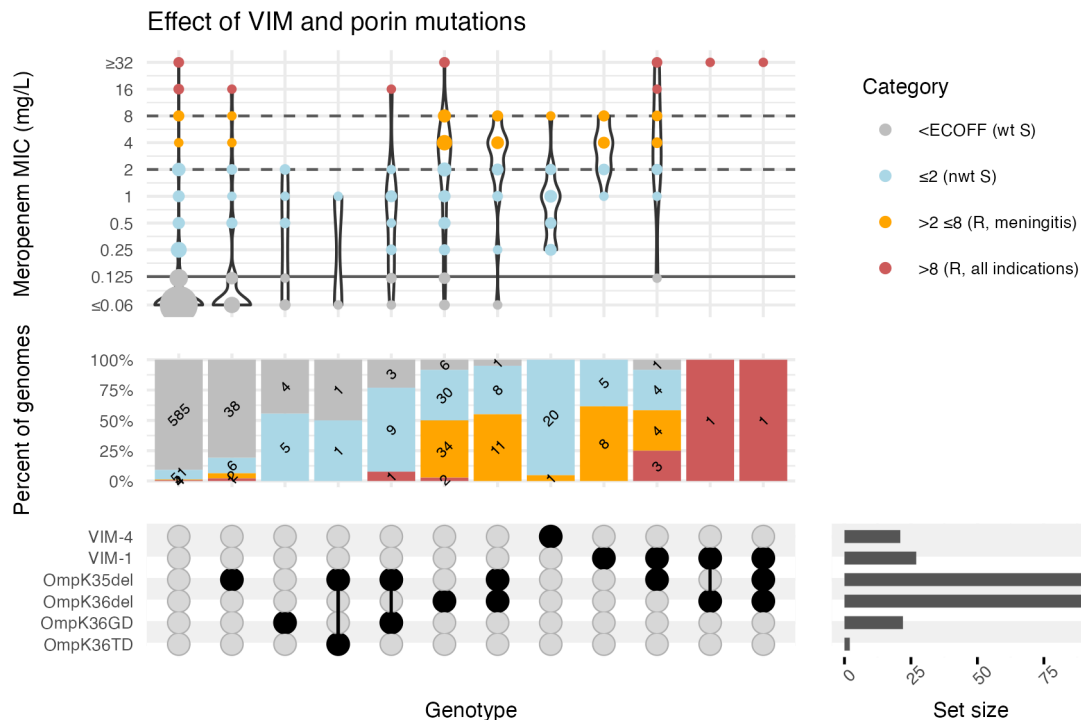 Effect of VIM and porin mutations
Meropenem MIC (mg/L)
≥32
16
8
4
2
1
0.5
0.25
0.125
≤0.06
Category
<ECOFF (wt S)
≤2 (nwt S)
>2 ≤8 (R, meningitis)
>8 (R, all indications)
Percent of genomes
100%
75%
50%
25%
0%
585
51
38
6
4
5
1
1
3
9
1
6
30
34
2
1
8
11
20
1
5
8
1
4
4
3
1
1
VIM-4
VIM-1
OmpK35del
OmpK36del
OmpK36GD
OmpK36TD
Genotype
0
25
50
75
Set size